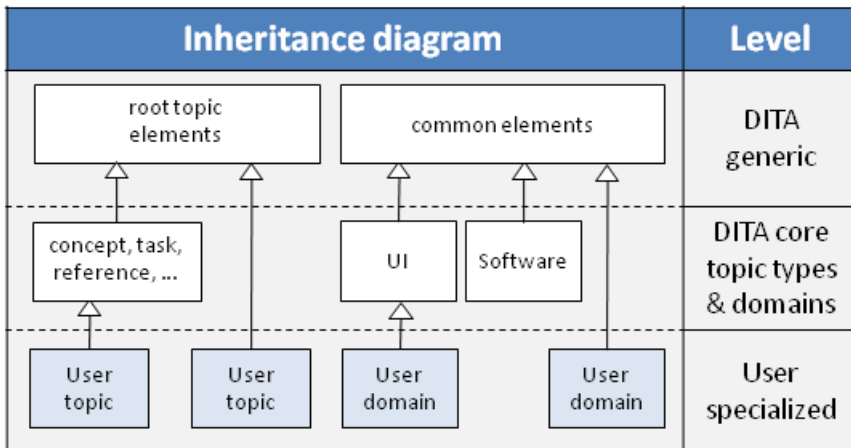 Inheritance diagram
Level
root topic
elements
common elements
DITA
generic
concept, task,
reference, ...
UI
Software
DITA core
topic types
& domains
User
topic
User
topic
User
domain
User
domain
User
specialized